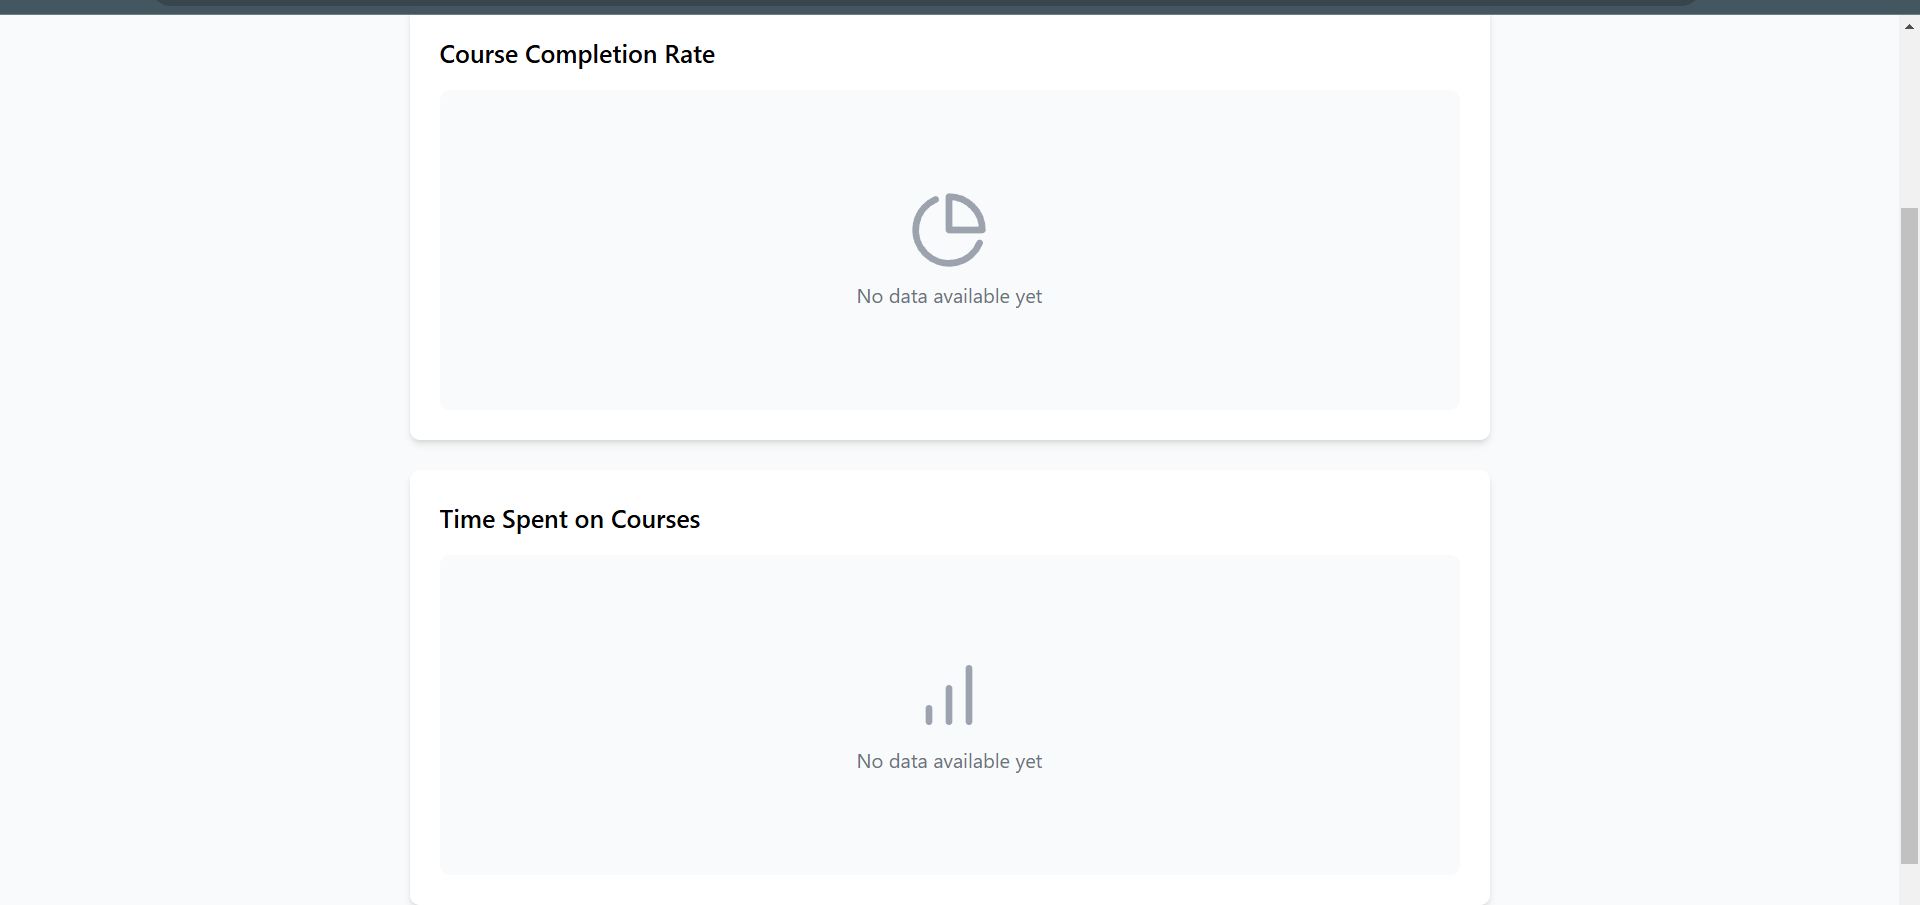 Course Completion Rate
No data available yet
Time Spent on Courses
No data available yet